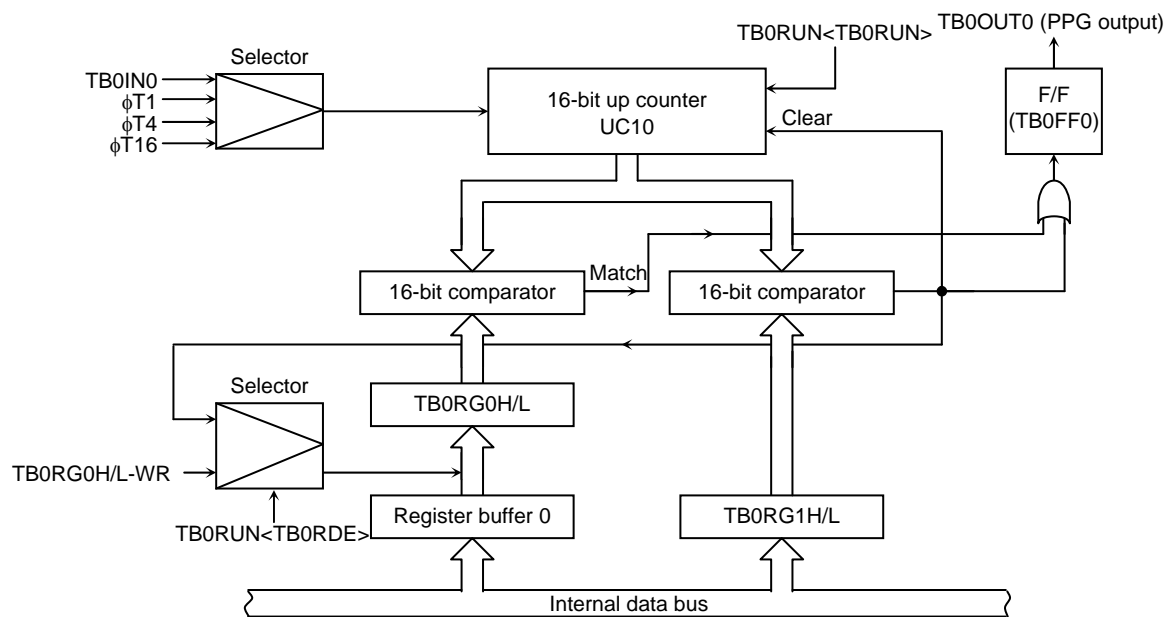 TB0OUT0 (PPG output)
TB0RUN<TB0RUN>
Selector
TB0IN0
ϕT1
ϕT4
ϕT16
16-bit up counter
UC10
Clear
F/F
(TB0FF0)
Match
16-bit comparator
16-bit comparator
Selector
TB0RG0H/L
TB0RG0H/L-WR
TB0RUN<TB0RDE>
Register buffer 0
TB0RG1H/L
Internal data bus